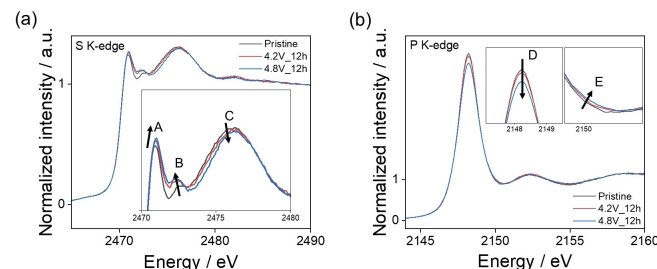 (a)
S K-edge
Pristine
4.2V_12h
4.8V_12h
A
B
C
2470 2475 2480
1
0
2470 2480 2490
Normalized intensity / a.u.
Energy / eV
(b)
P K-edge
D
E
2148 2149
2150
Pristine
4.2V_12h
4.8V_12h
1
0
2145 2150 2155 2160
Normalized intensity / a.u.
Energy / eV